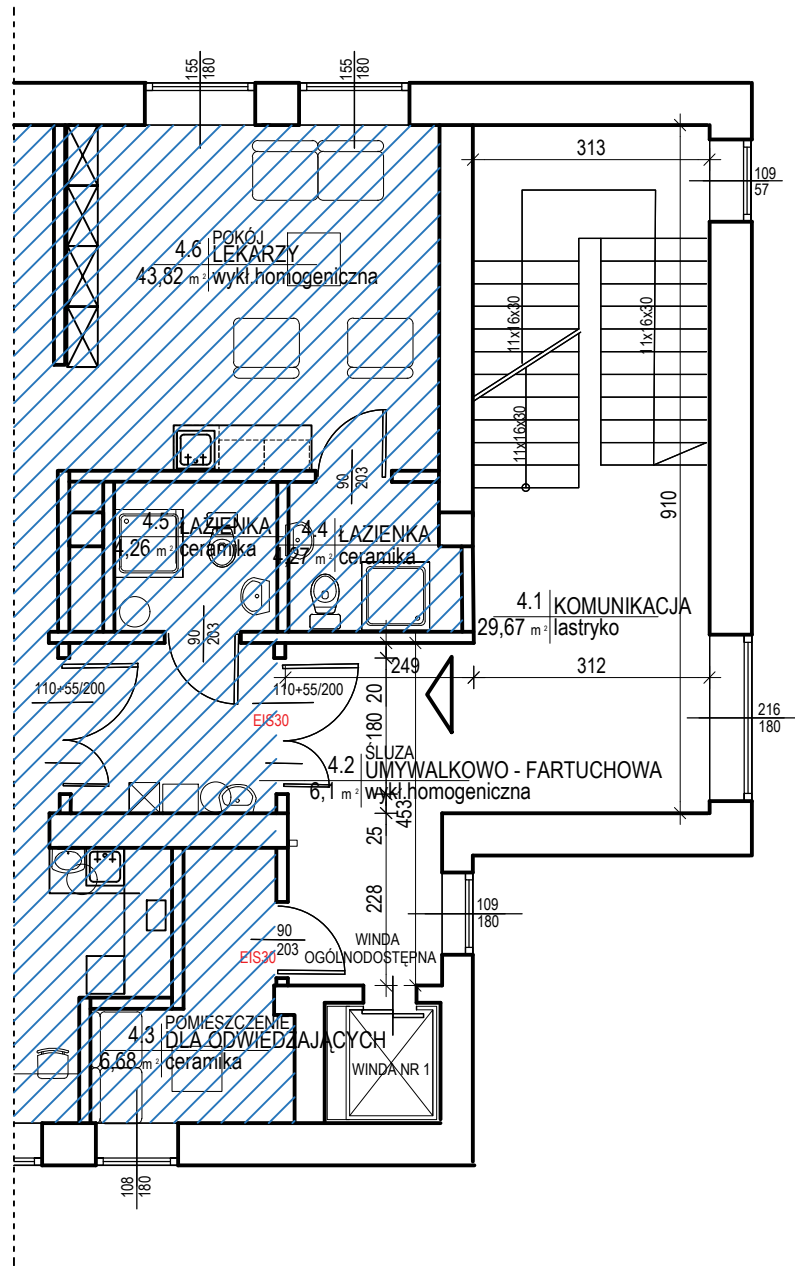 155
180
155
180
313
109
57
4.6 POKÓJ
LEKARZY
43,82 m² wykł.homogeniczna
11x16x30
11x16x30
11x16x30
90
203
910
4.5 ŁAZIENKA
4,26 m² ceramika
4.4 ŁAZIENKA
4,27 m² ceramika
4.1 KOMUNIKACJA
29,67 m² lastryko
90
203
249
312
110+55/200
110+55/200
20
EIS30
180
216
180
4.2 ŚLUZA
UMYWALKOWO - FARTUCHOWA
6,1 m² wykł.homogeniczna
453
25
228
109
180
90
203
EIS30
WINDA
OGÓLNODOSTĘPNA
4.3 POMIESZCZENIE
DLA ODWIEDZAJĄCYCH
6,68 m² ceramika
WINDA NR 1
108
180